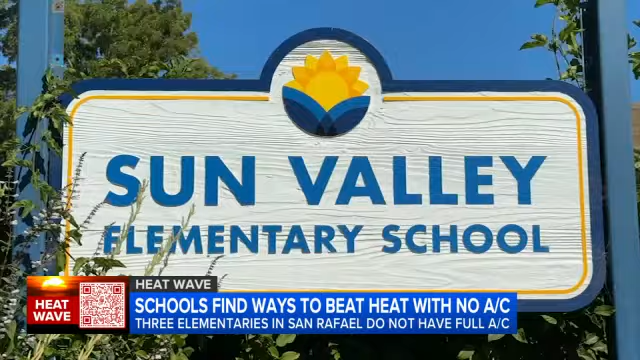 SUN VALLEY
ELEMENTARY SCHOOL
HEAT WAVE
HEAT
WAVE
SCHOOLS FIND WAYS TO BEAT HEAT WITH NO A/C
THREE ELEMENTARIES IN SAN RAFAEL DO NOT HAVE FULL A/C